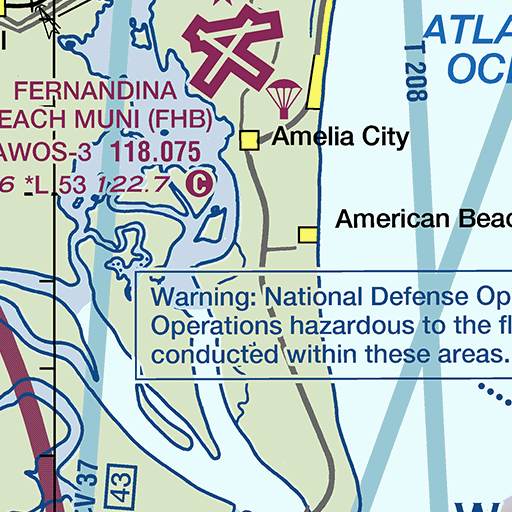 ATLA
OC
T 208
FERNANDINA
EACH MUNI (FHB)
AWOS-3 118.075
6 *L 53 122.7 C
Amelia City
American Beac
Warning: National Defense Op
Operations hazardous to the fl
conducted within these areas.
V 37
43
W